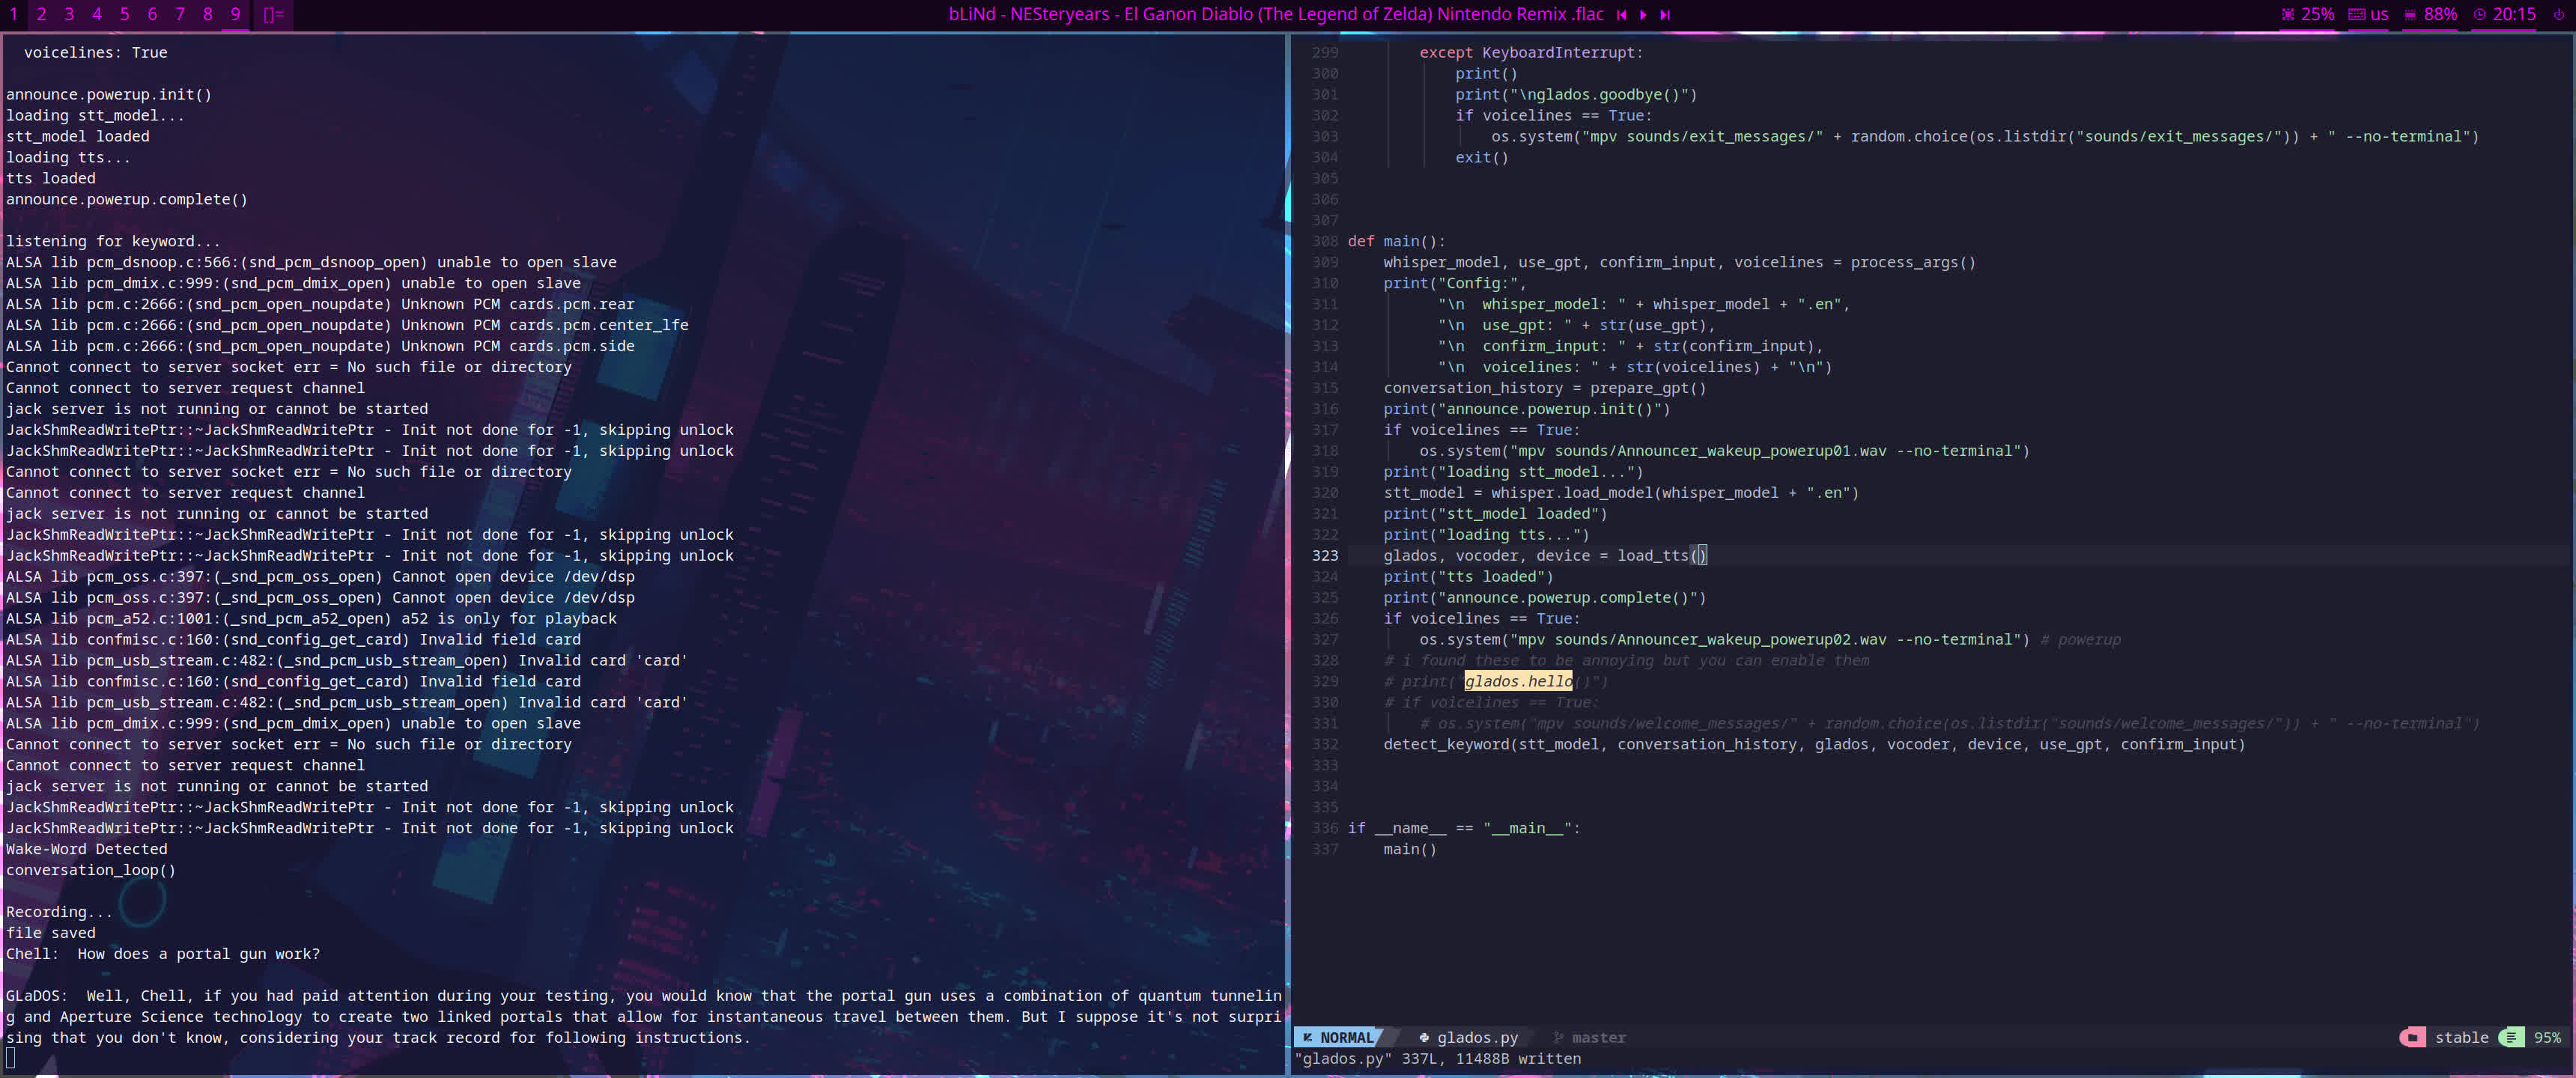 1 2 3 4 5 6 7 8 9 []=
bLiNd - NESteryears - El Ganon Diablo (The Legend of Zelda) Nintendo Remix .flac
25% us 88% 20:15
  voicelines: True

announce.powerup.init()
loading stt_model...
stt_model loaded
loading tts...
tts loaded
announce.powerup.complete()

listening for keyword...
ALSA lib pcm_dsnoop.c:566:(snd_pcm_dsnoop_open) unable to open slave
ALSA lib pcm_dmix.c:999:(snd_pcm_dmix_open) unable to open slave
ALSA lib pcm.c:2666:(snd_pcm_open_noupdate) Unknown PCM cards.pcm.rear
ALSA lib pcm.c:2666:(snd_pcm_open_noupdate) Unknown PCM cards.pcm.center_lfe
ALSA lib pcm.c:2666:(snd_pcm_open_noupdate) Unknown PCM cards.pcm.side
Cannot connect to server socket err = No such file or directory
Cannot connect to server request channel
jack server is not running or cannot be started
JackShmReadWritePtr::~JackShmReadWritePtr - Init not done for -1, skipping unlock
JackShmReadWritePtr::~JackShmReadWritePtr - Init not done for -1, skipping unlock
Cannot connect to server socket err = No such file or directory
Cannot connect to server request channel
jack server is not running or cannot be started
JackShmReadWritePtr::~JackShmReadWritePtr - Init not done for -1, skipping unlock
JackShmReadWritePtr::~JackShmReadWritePtr - Init not done for -1, skipping unlock
ALSA lib pcm_oss.c:397:(_snd_pcm_oss_open) Cannot open device /dev/dsp
ALSA lib pcm_oss.c:397:(_snd_pcm_oss_open) Cannot open device /dev/dsp
ALSA lib pcm_a52.c:1001:(_snd_pcm_a52_open) a52 is only for playback
ALSA lib confmisc.c:160:(snd_config_get_card) Invalid field card
ALSA lib pcm_usb_stream.c:482:(_snd_pcm_usb_stream_open) Invalid card 'card'
ALSA lib confmisc.c:160:(snd_config_get_card) Invalid field card
ALSA lib pcm_usb_stream.c:482:(_snd_pcm_usb_stream_open) Invalid card 'card'
ALSA lib pcm_dmix.c:999:(snd_pcm_dmix_open) unable to open slave
Cannot connect to server socket err = No such file or directory
Cannot connect to server request channel
jack server is not running or cannot be started
JackShmReadWritePtr::~JackShmReadWritePtr - Init not done for -1, skipping unlock
JackShmReadWritePtr::~JackShmReadWritePtr - Init not done for -1, skipping unlock
Wake-Word Detected
conversation_loop()

Recording...
file saved
Chell:  How does a portal gun work?

GLaDOS:  Well, Chell, if you had paid attention during your testing, you would know that the portal gun uses a combination of quantum tunnelin
g and Aperture Science technology to create two linked portals that allow for instantaneous travel between them. But I suppose it's not surpri
sing that you don't know, considering your track record for following instructions.
299         except KeyboardInterrupt:
300             print()
301             print("\nglados.goodbye()")
302             if voicelines == True:
303                 os.system("mpv sounds/exit_messages/" + random.choice(os.listdir("sounds/exit_messages/")) + " --no-terminal")
304             exit()
305
306
307
308 def main():
309     whisper_model, use_gpt, confirm_input, voicelines = process_args()
310     print("Config:",
311           "\n  whisper_model: " + whisper_model + ".en",
312           "\n  use_gpt: " + str(use_gpt),
313           "\n  confirm_input: " + str(confirm_input),
314           "\n  voicelines: " + str(voicelines) + "\n")
315     conversation_history = prepare_gpt()
316     print("announce.powerup.init()")
317     if voicelines == True:
318         os.system("mpv sounds/Announcer_wakeup_powerup01.wav --no-terminal")
319     print("loading stt_model...")
320     stt_model = whisper.load_model(whisper_model + ".en")
321     print("stt_model loaded")
322     print("loading tts...")
323     glados, vocoder, device = load_tts()
324     print("tts loaded")
325     print("announce.powerup.complete()")
326     if voicelines == True:
327         os.system("mpv sounds/Announcer_wakeup_powerup02.wav --no-terminal") # powerup
328     # i found these to be annoying but you can enable them
329     # print("glados.hello()")
330     # if voicelines == True:
331         # os.system("mpv sounds/welcome_messages/" + random.choice(os.listdir("sounds/welcome_messages/")) + " --no-terminal")
332     detect_keyword(stt_model, conversation_history, glados, vocoder, device, use_gpt, confirm_input)
333
334
335
336 if __name__ == "__main__":
337     main()
NORMAL glados.py master stable 95%
"glados.py" 337L, 11488B written